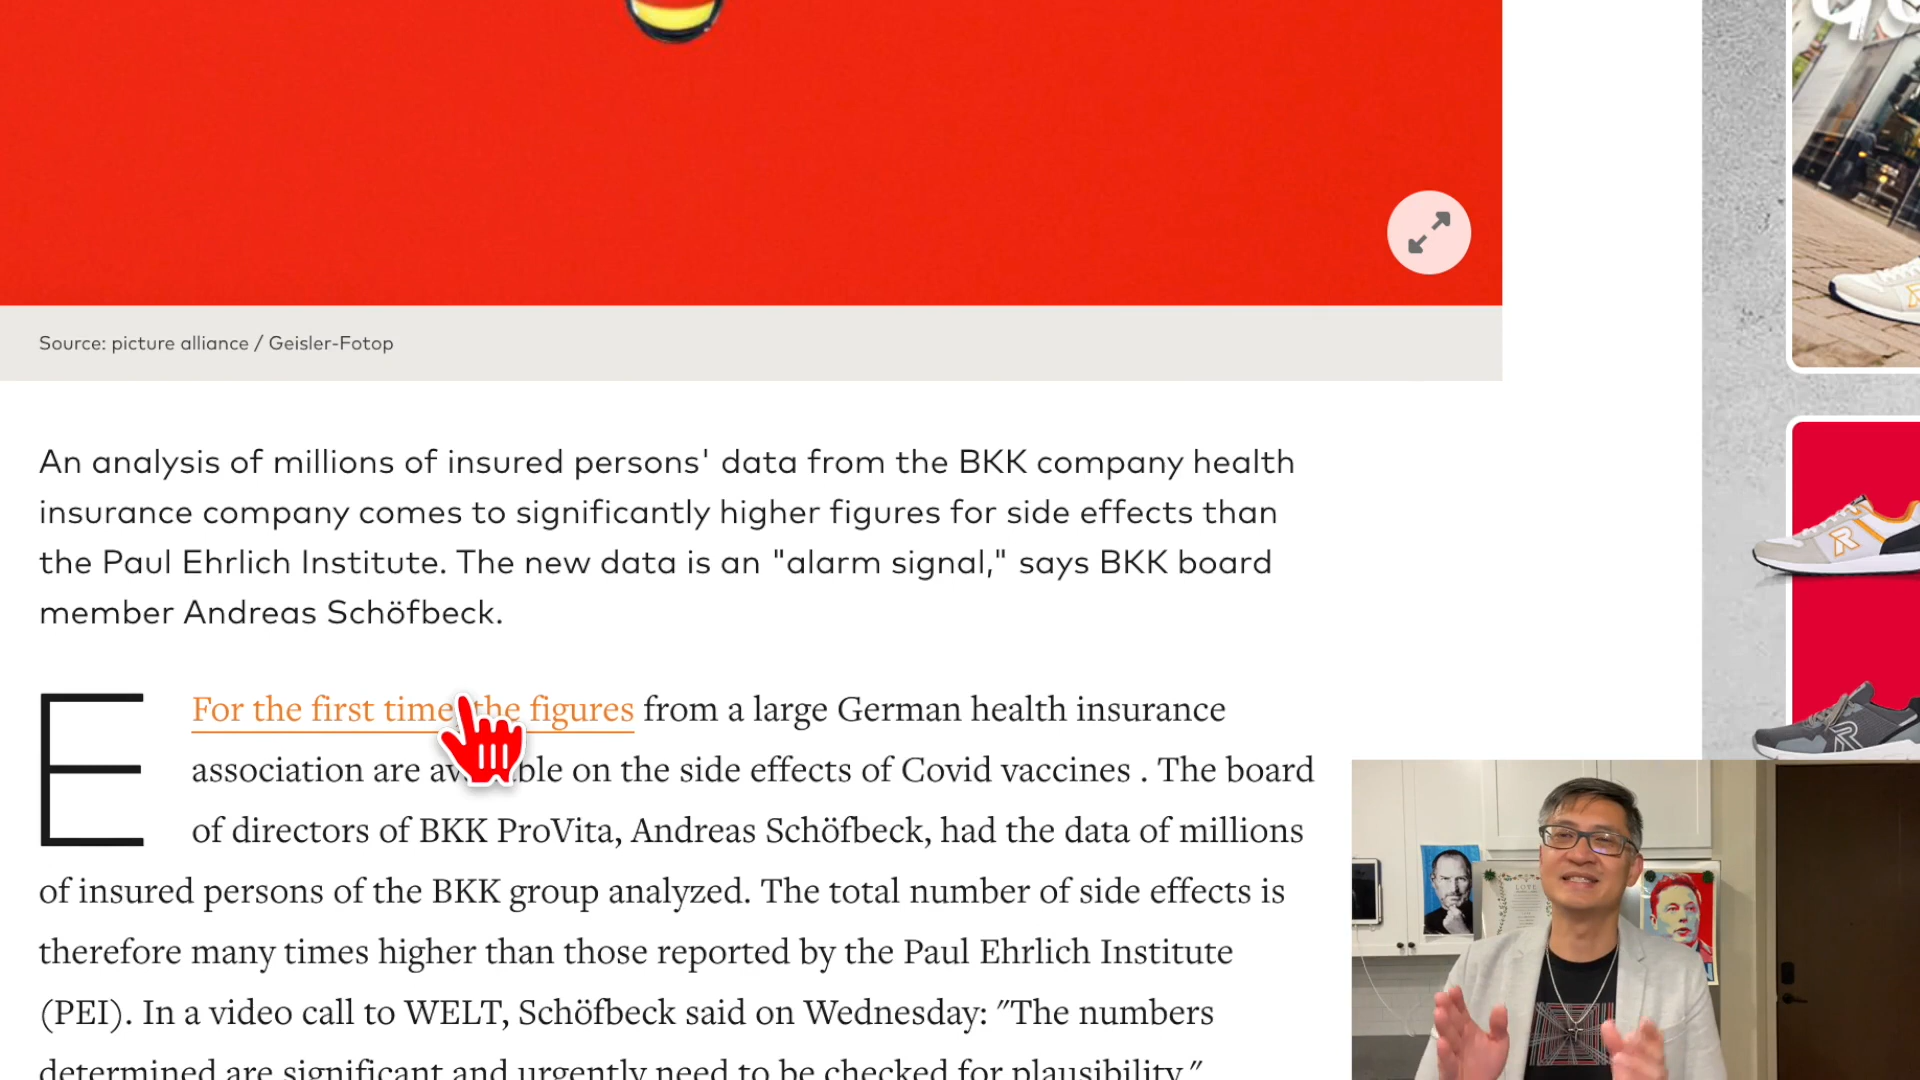 Source: picture alliance / Geisler-Fotop
An analysis of millions of insured persons' data from the BKK company health
insurance company comes to significantly higher figures for side effects than
the Paul Ehrlich Institute. The new data is an "alarm signal," says BKK board
member Andreas Schöfbeck.
E For the first time, the figures from a large German health insurance
association are available on the side effects of Covid vaccines . The board
of directors of BKK ProVita, Andreas Schöfbeck, had the data of millions
of insured persons of the BKK group analyzed. The total number of side effects is
therefore many times higher than those reported by the Paul Ehrlich Institute
(PEI). In a video call to WELT, Schöfbeck said on Wednesday: "The numbers
determined are significant and urgently need to be checked for plausibility."
LOVE